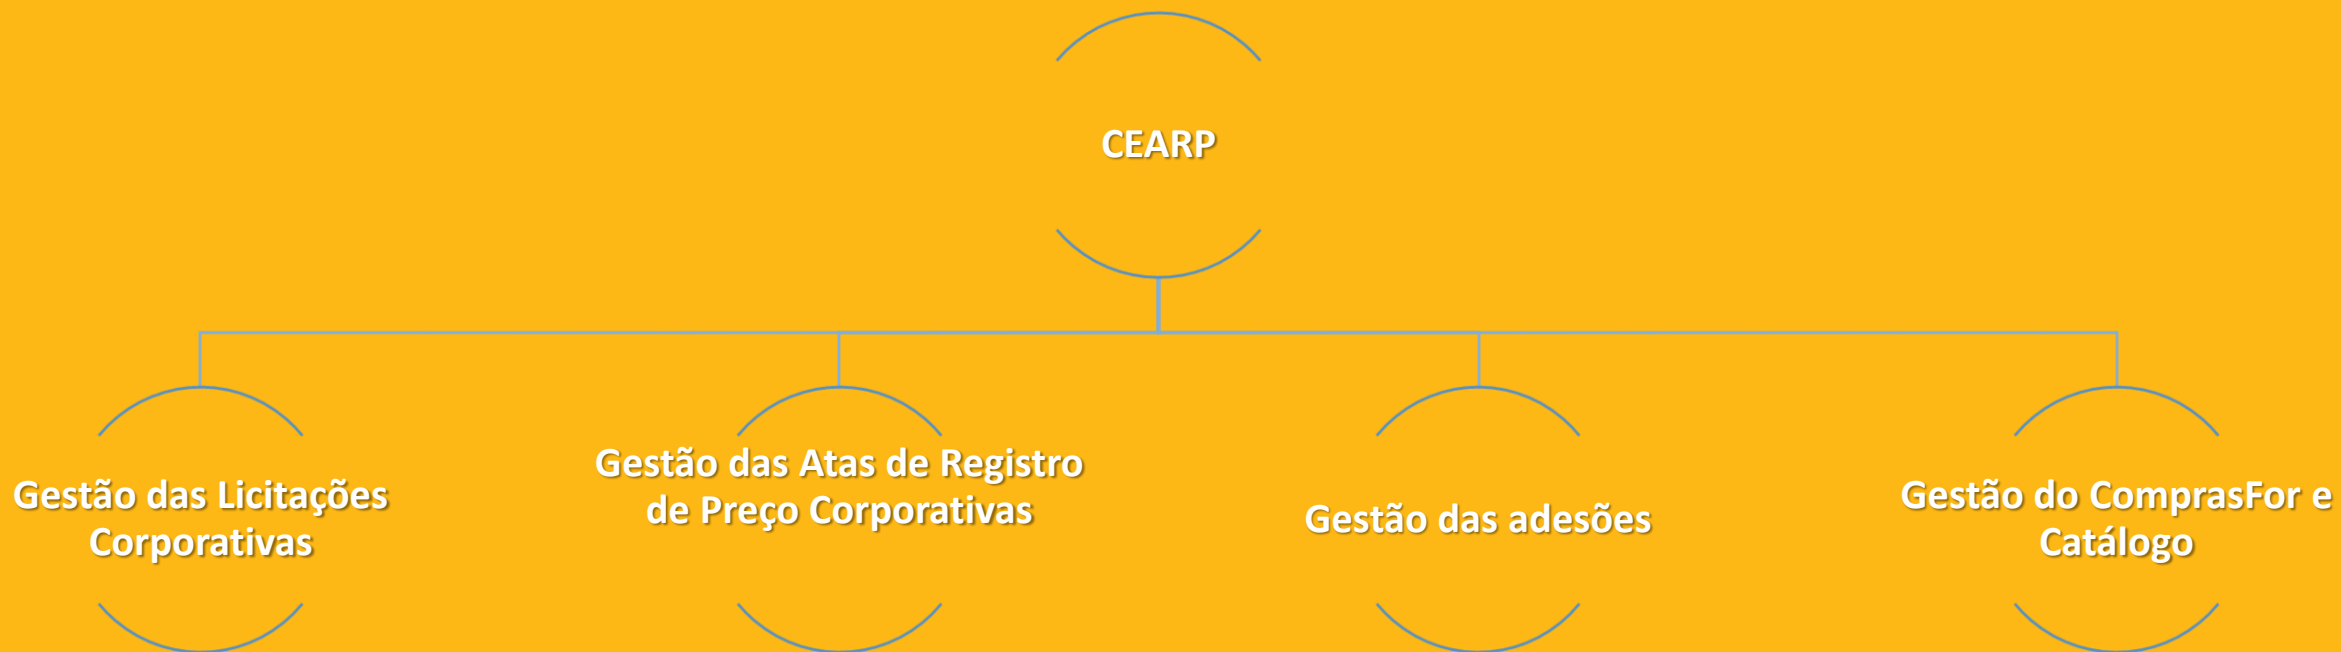 CEARP
Gestão das Licitações
Corporativas
Gestão das Atas de Registro
de Preço Corporativas
Gestão das adesões
Gestão do ComprasFor e
Catálogo